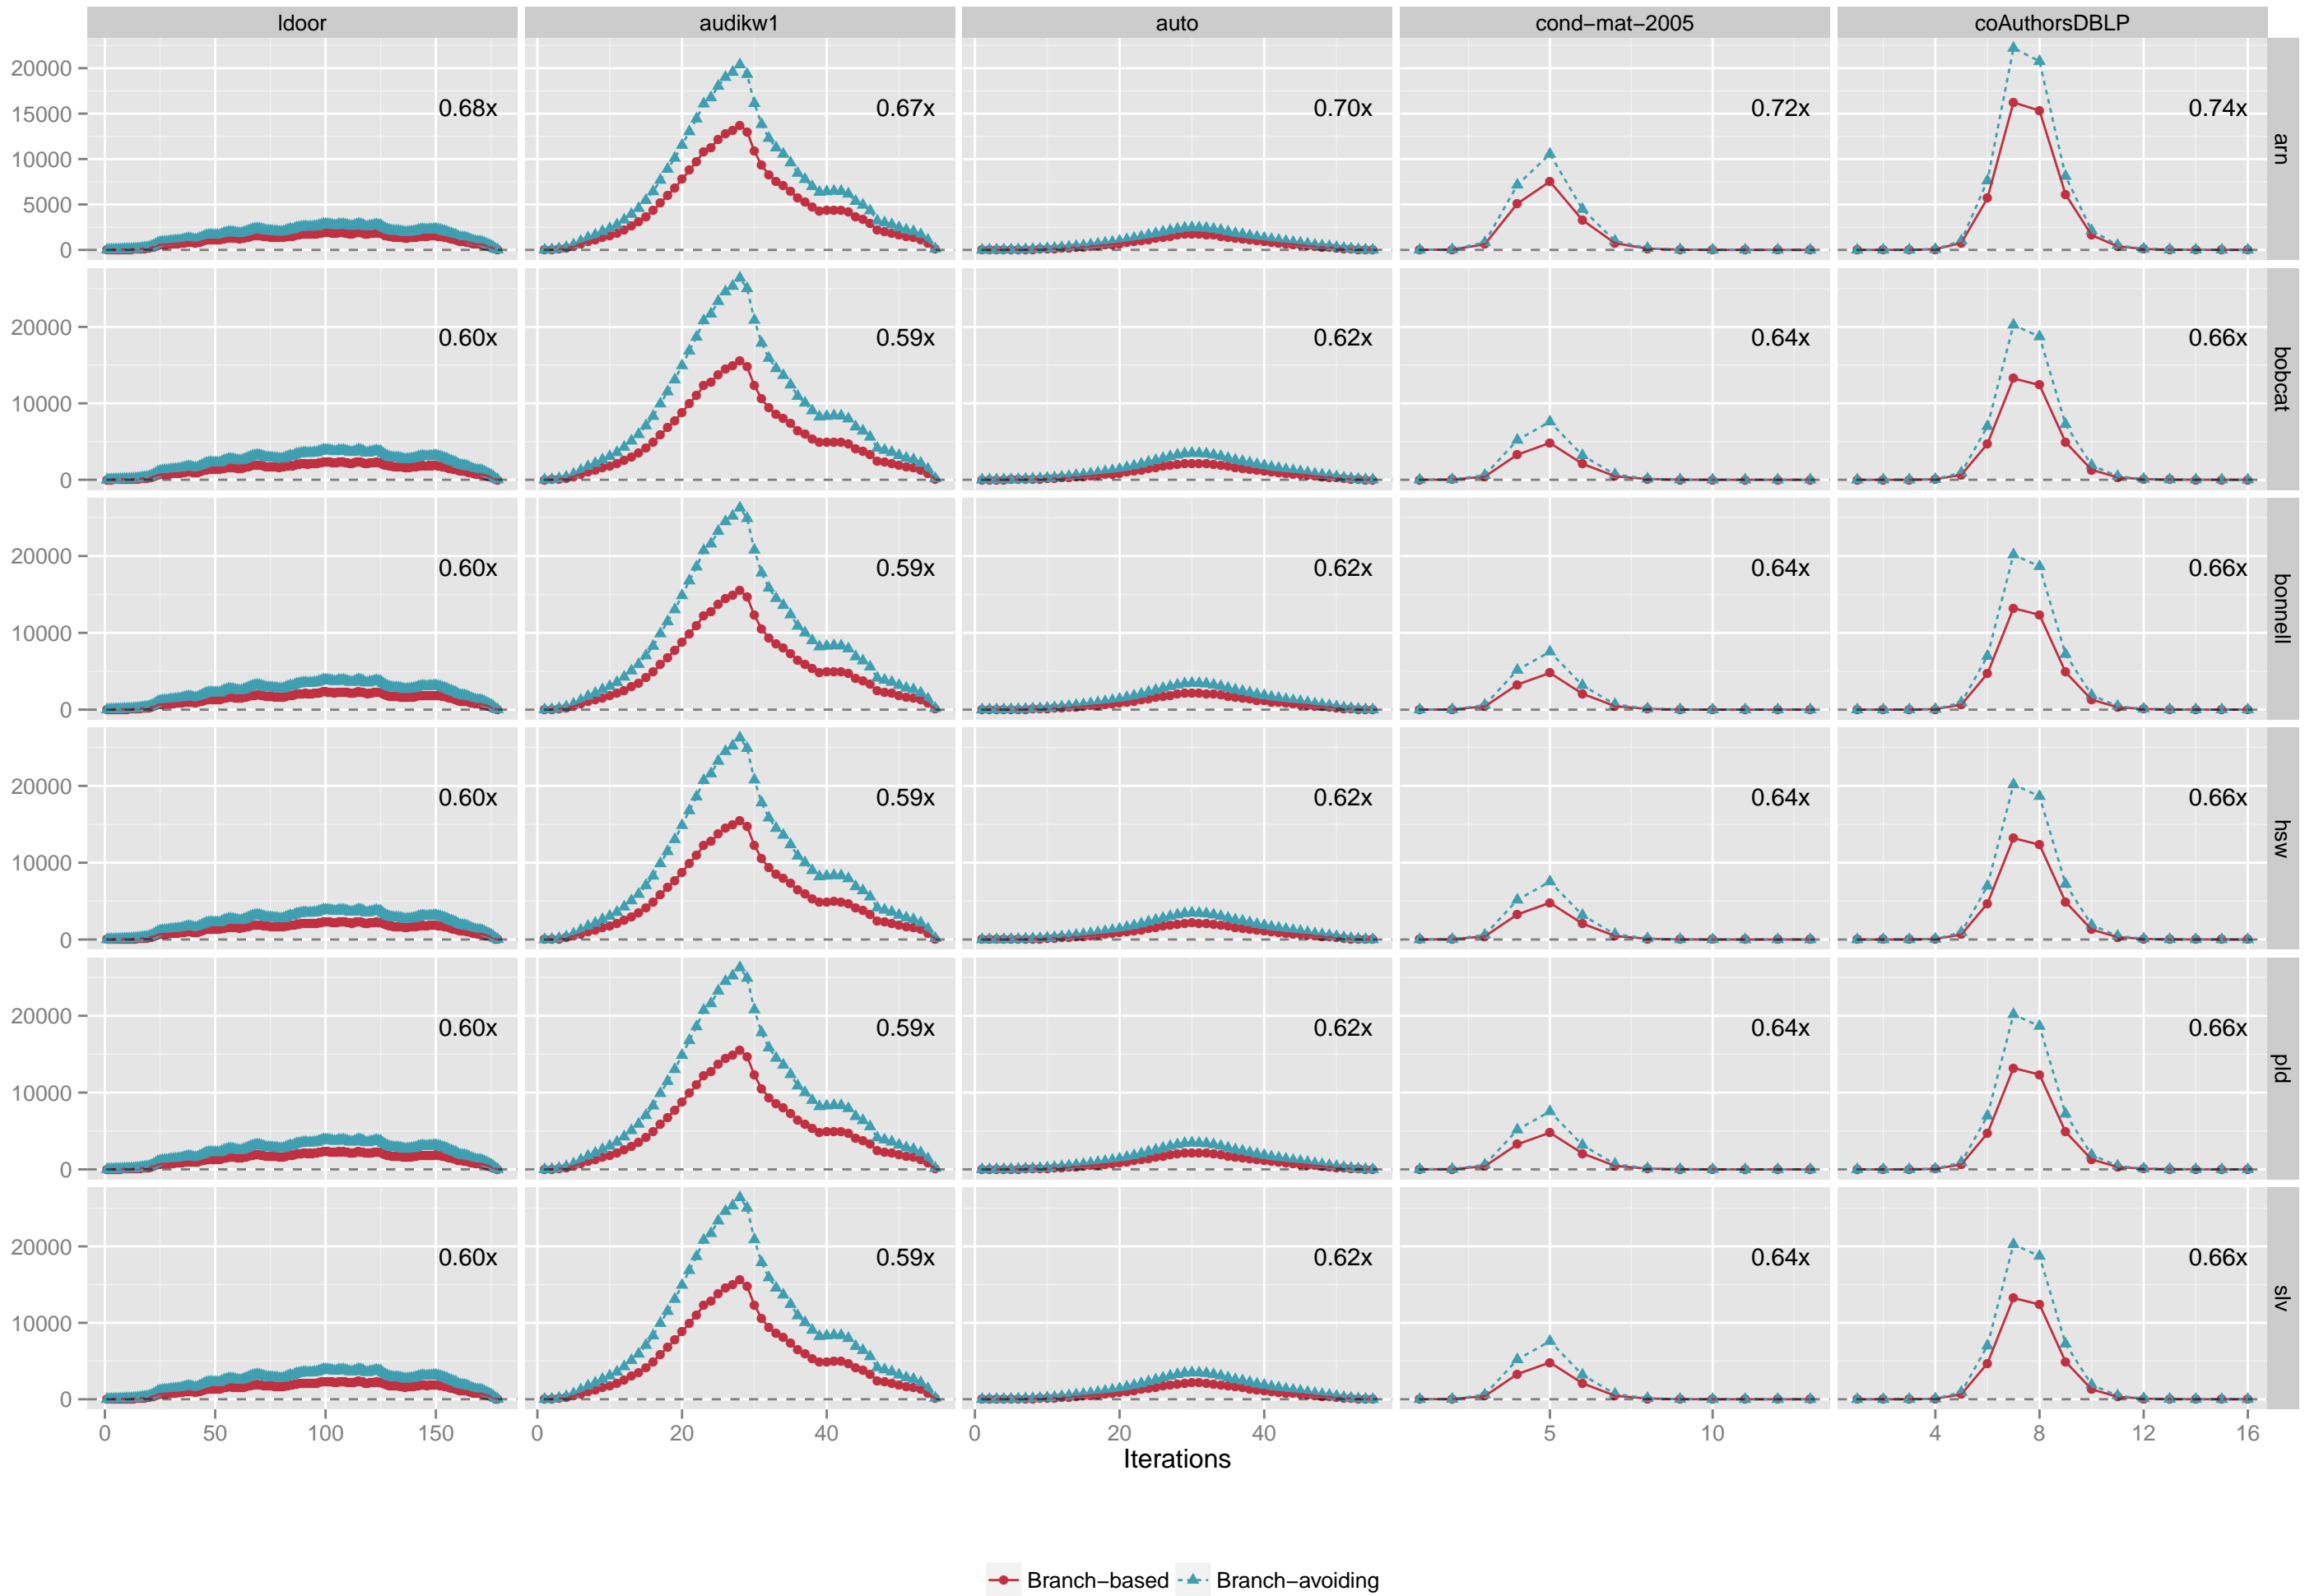 ldoor audikw1 auto cond−mat−2005 coAuthorsDBLP
20000
15000
10000
5000
0
0.68x 0.67x 0.70x 0.72x 0.74x
arn
20000
10000
0
0.60x 0.59x 0.62x 0.64x 0.66x
bobcat
20000
10000
0
0.60x 0.59x 0.62x 0.64x 0.66x
bonnell
20000
10000
0
0.60x 0.59x 0.62x 0.64x 0.66x
hsw
20000
10000
0
0.60x 0.59x 0.62x 0.64x 0.66x
pld
20000
10000
0
0.60x 0.59x 0.62x 0.64x 0.66x
slv
0 50 100 150 0 20 40 0 20 40 5 10 4 8 12 16
Iterations
Branch−based Branch−avoiding